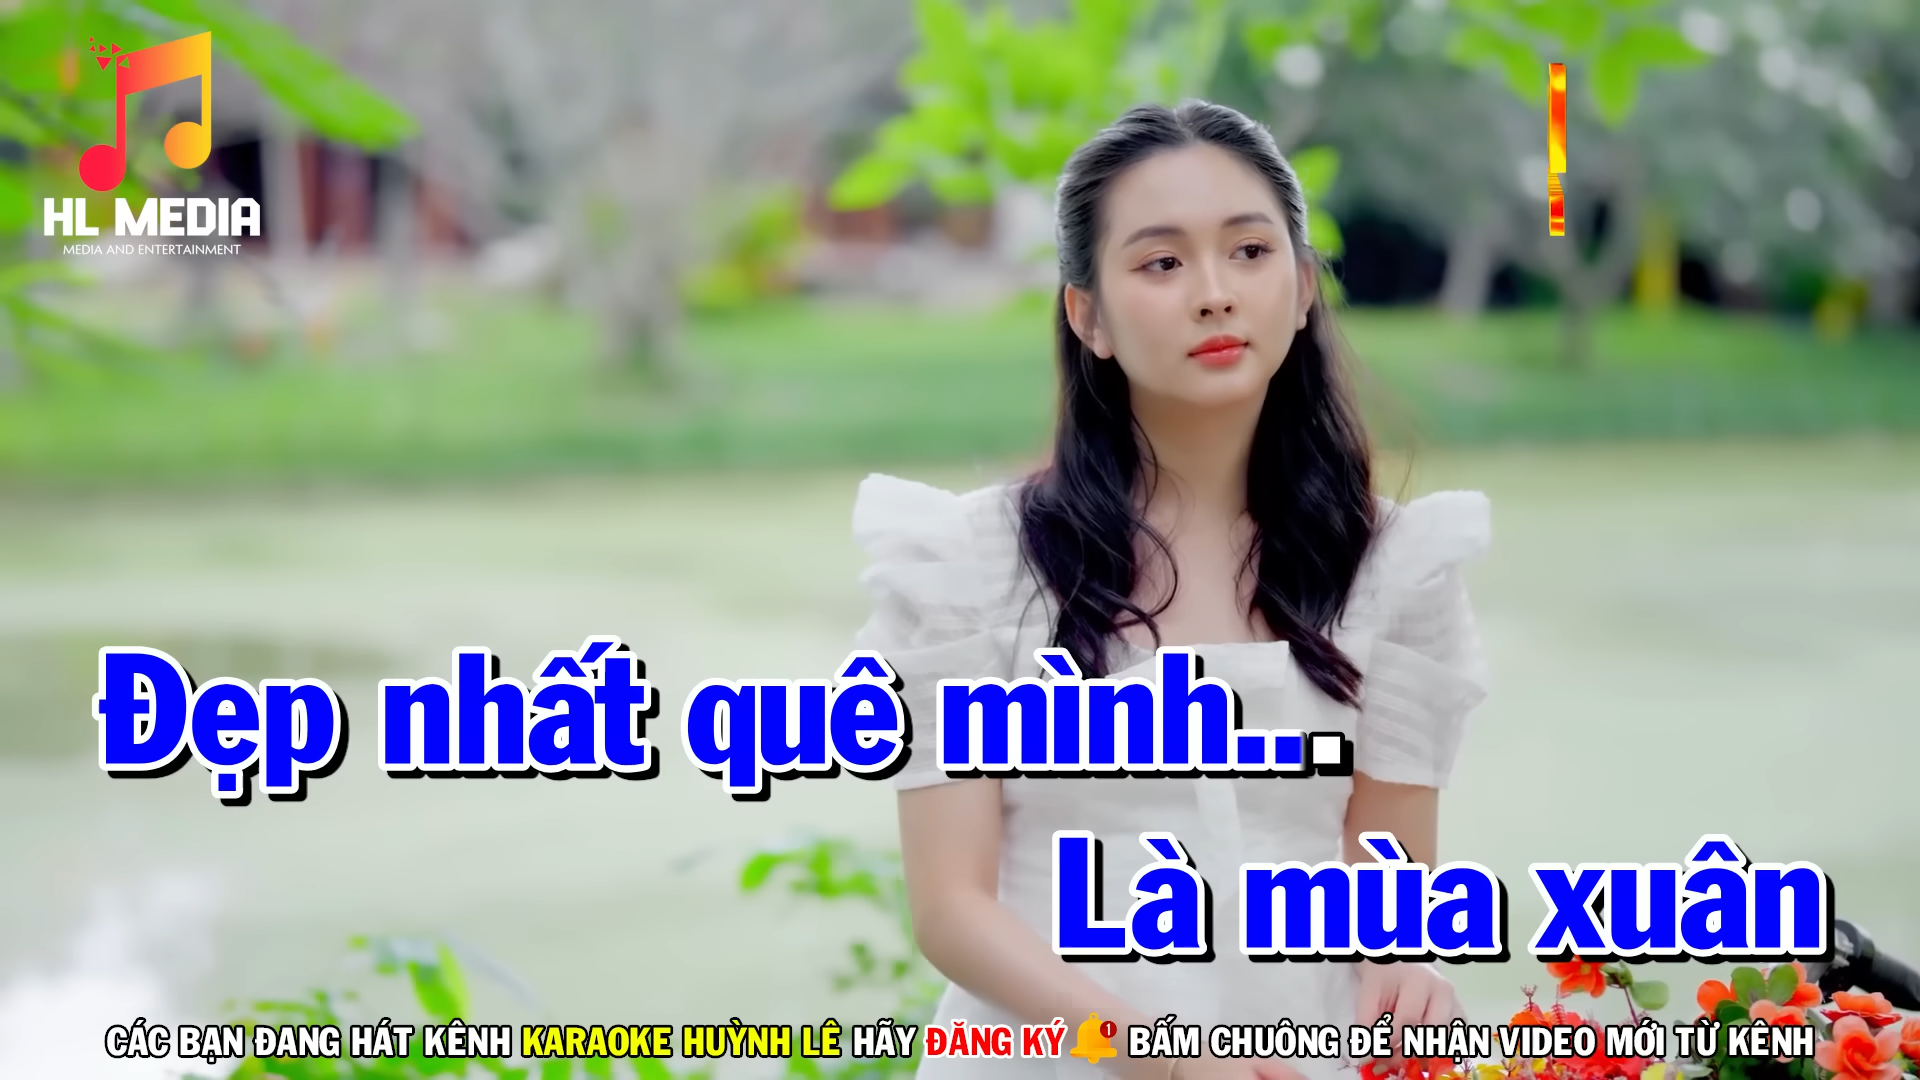 HL MEDIA
MEDIA AND ENTERTAINMENT
Đẹp nhất quê mình...
Là mùa xuân
CÁC BẠN ĐANG HÁT KÊNH KARAOKE HUỲNH LÊ HÃY ĐĂNG KÝ 1 BẤM CHUÔNG ĐỂ NHẬN VIDEO MỚI TỪ KÊNH